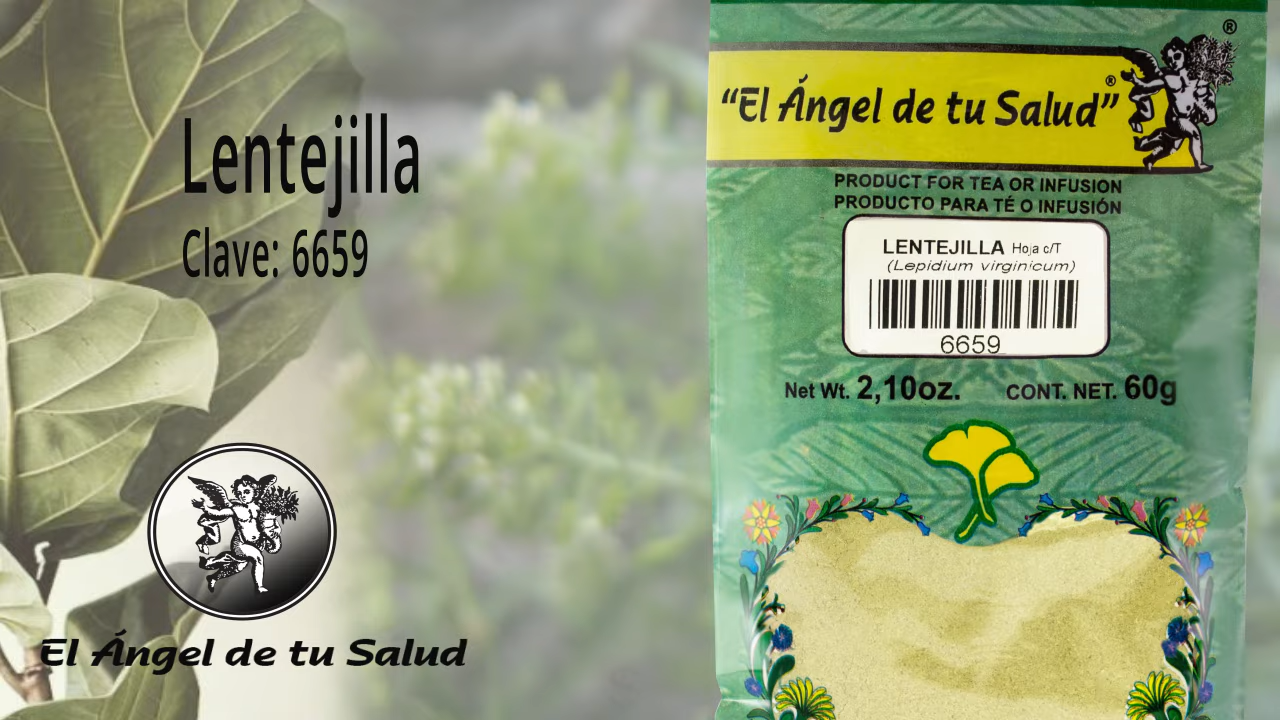 Lentejilla
Clave: 6659
El Ángel de tu Salud
®
"El Ángel de tu Salud"®
PRODUCT FOR TEA OR INFUSION
PRODUCTO PARA TÉ O INFUSIÓN
LENTEJILLA Hoja c/T
(Lepidium virginicum)
6659
Net Wt. 2,10oz. CONT. NET. 60g